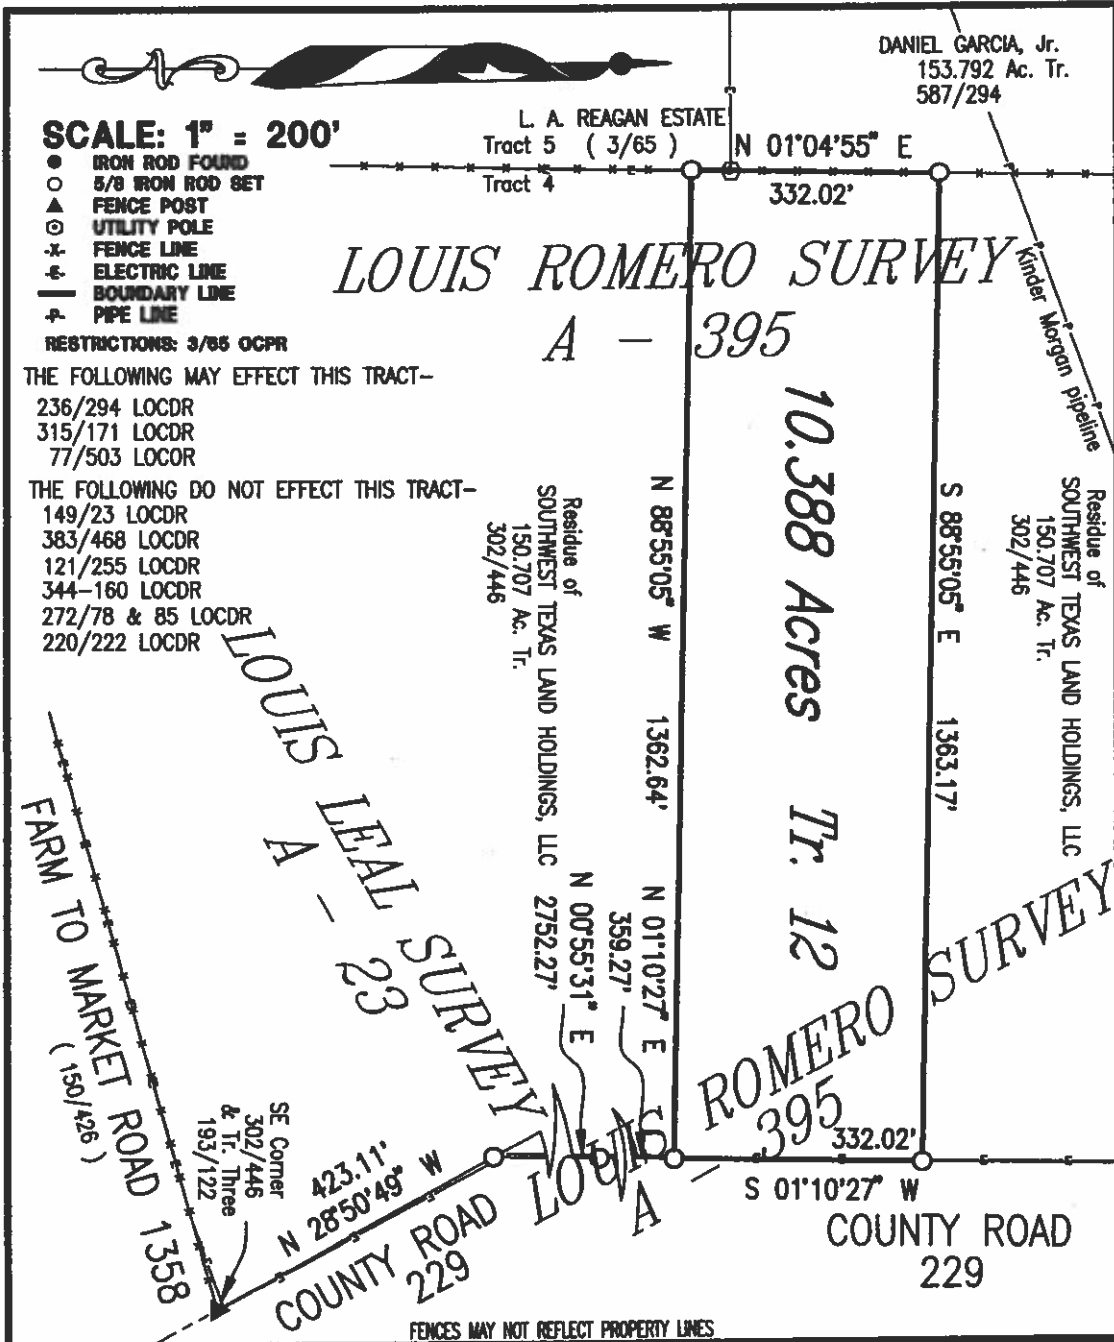 DANIEL GARCIA, Jr.
153.792 Ac. Tr.
587/294
SCALE: 1" = 200'
IRON ROD FOUND
5/8 IRON ROD SET
FENCE POST
UTILITY POLE
-X- FENCE LINE
-E- ELECTRIC LINE
BOUNDARY LINE
-P- PIPE LINE
RESTRICTIONS: 3/65 OCPR
THE FOLLOWING MAY EFFECT THIS TRACT-
236/294 LOCDR
315/171 LOCDR
77/503 LOCOR
THE FOLLOWING DO NOT EFFECT THIS TRACT-
149/23 LOCDR
383/468 LOCDR
121/255 LOCDR
344-160 LOCDR
272/78 & 85 LOCDR
220/222 LOCDR
L. A. REAGAN ESTATE
Tract 5 ( 3/65 )
Tract 4
N 01°04'55" E
332.02'
LOUIS ROMERO SURVEY
A - 395
Kinder Morgan pipeline
10.388 Acres Tr. 12
N 88°55'05" W 1362.64'
S 88°55'05" E 1363.17'
Residue of
SOUTHWEST TEXAS LAND HOLDINGS, LLC
150.707 Ac. Tr.
302/446
Residue of
SOUTHWEST TEXAS LAND HOLDINGS, LLC
150.707 Ac. Tr.
302/446
LOUIS LEAL SURVEY
A - 23
N 00°55'31" E
2752.27'
N 01°10'27" E
359.27'
LOUIS ROMERO SURVEY
A - 395
332.02'
S 01°10'27" W
COUNTY ROAD
229
FARM TO MARKET ROAD 1358
( 150/426 )
SE Corner
302/446
& Tr. Three
193/122
423.11'
N 28°50'49" W
COUNTY ROAD
229
FENCES MAY NOT REFLECT PROPERTY LINES